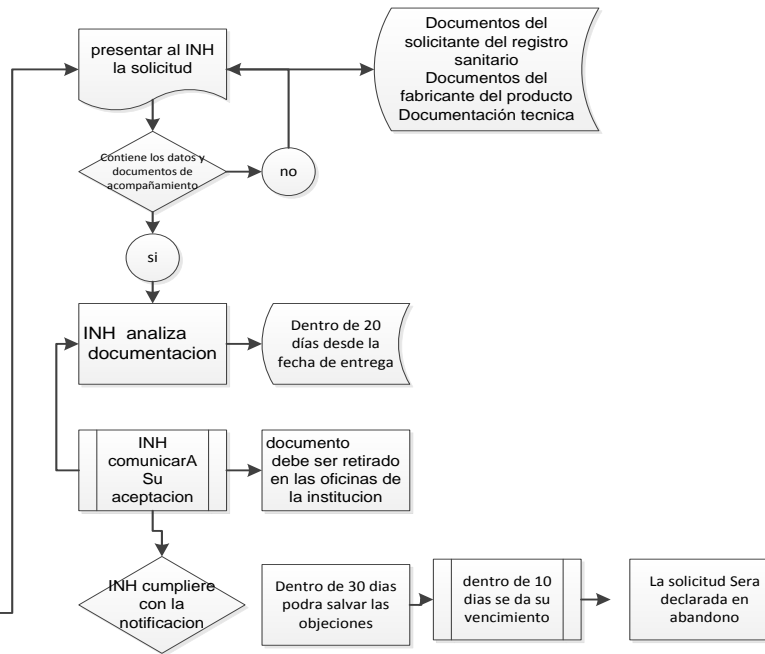 presentar al INH
la solicitud
Documentos del
solicitante del registro
sanitario
Documentos del
fabricante del producto
Documentación tecnica
Contiene los datos y
documentos de
acompañamiento
no
si
INH analiza
documentacion
Dentro de 20
días desde la
fecha de entrega
INH
comunicarA
Su
aceptacion
documento
debe ser retirado
en las oficinas de
la institucion
INH cumpliere
con la
notificacion
Dentro de 30 dias
podra salvar las
objeciones
dentro de 10
dias se da su
vencimiento
La solicitud Sera
declarada en
abandono